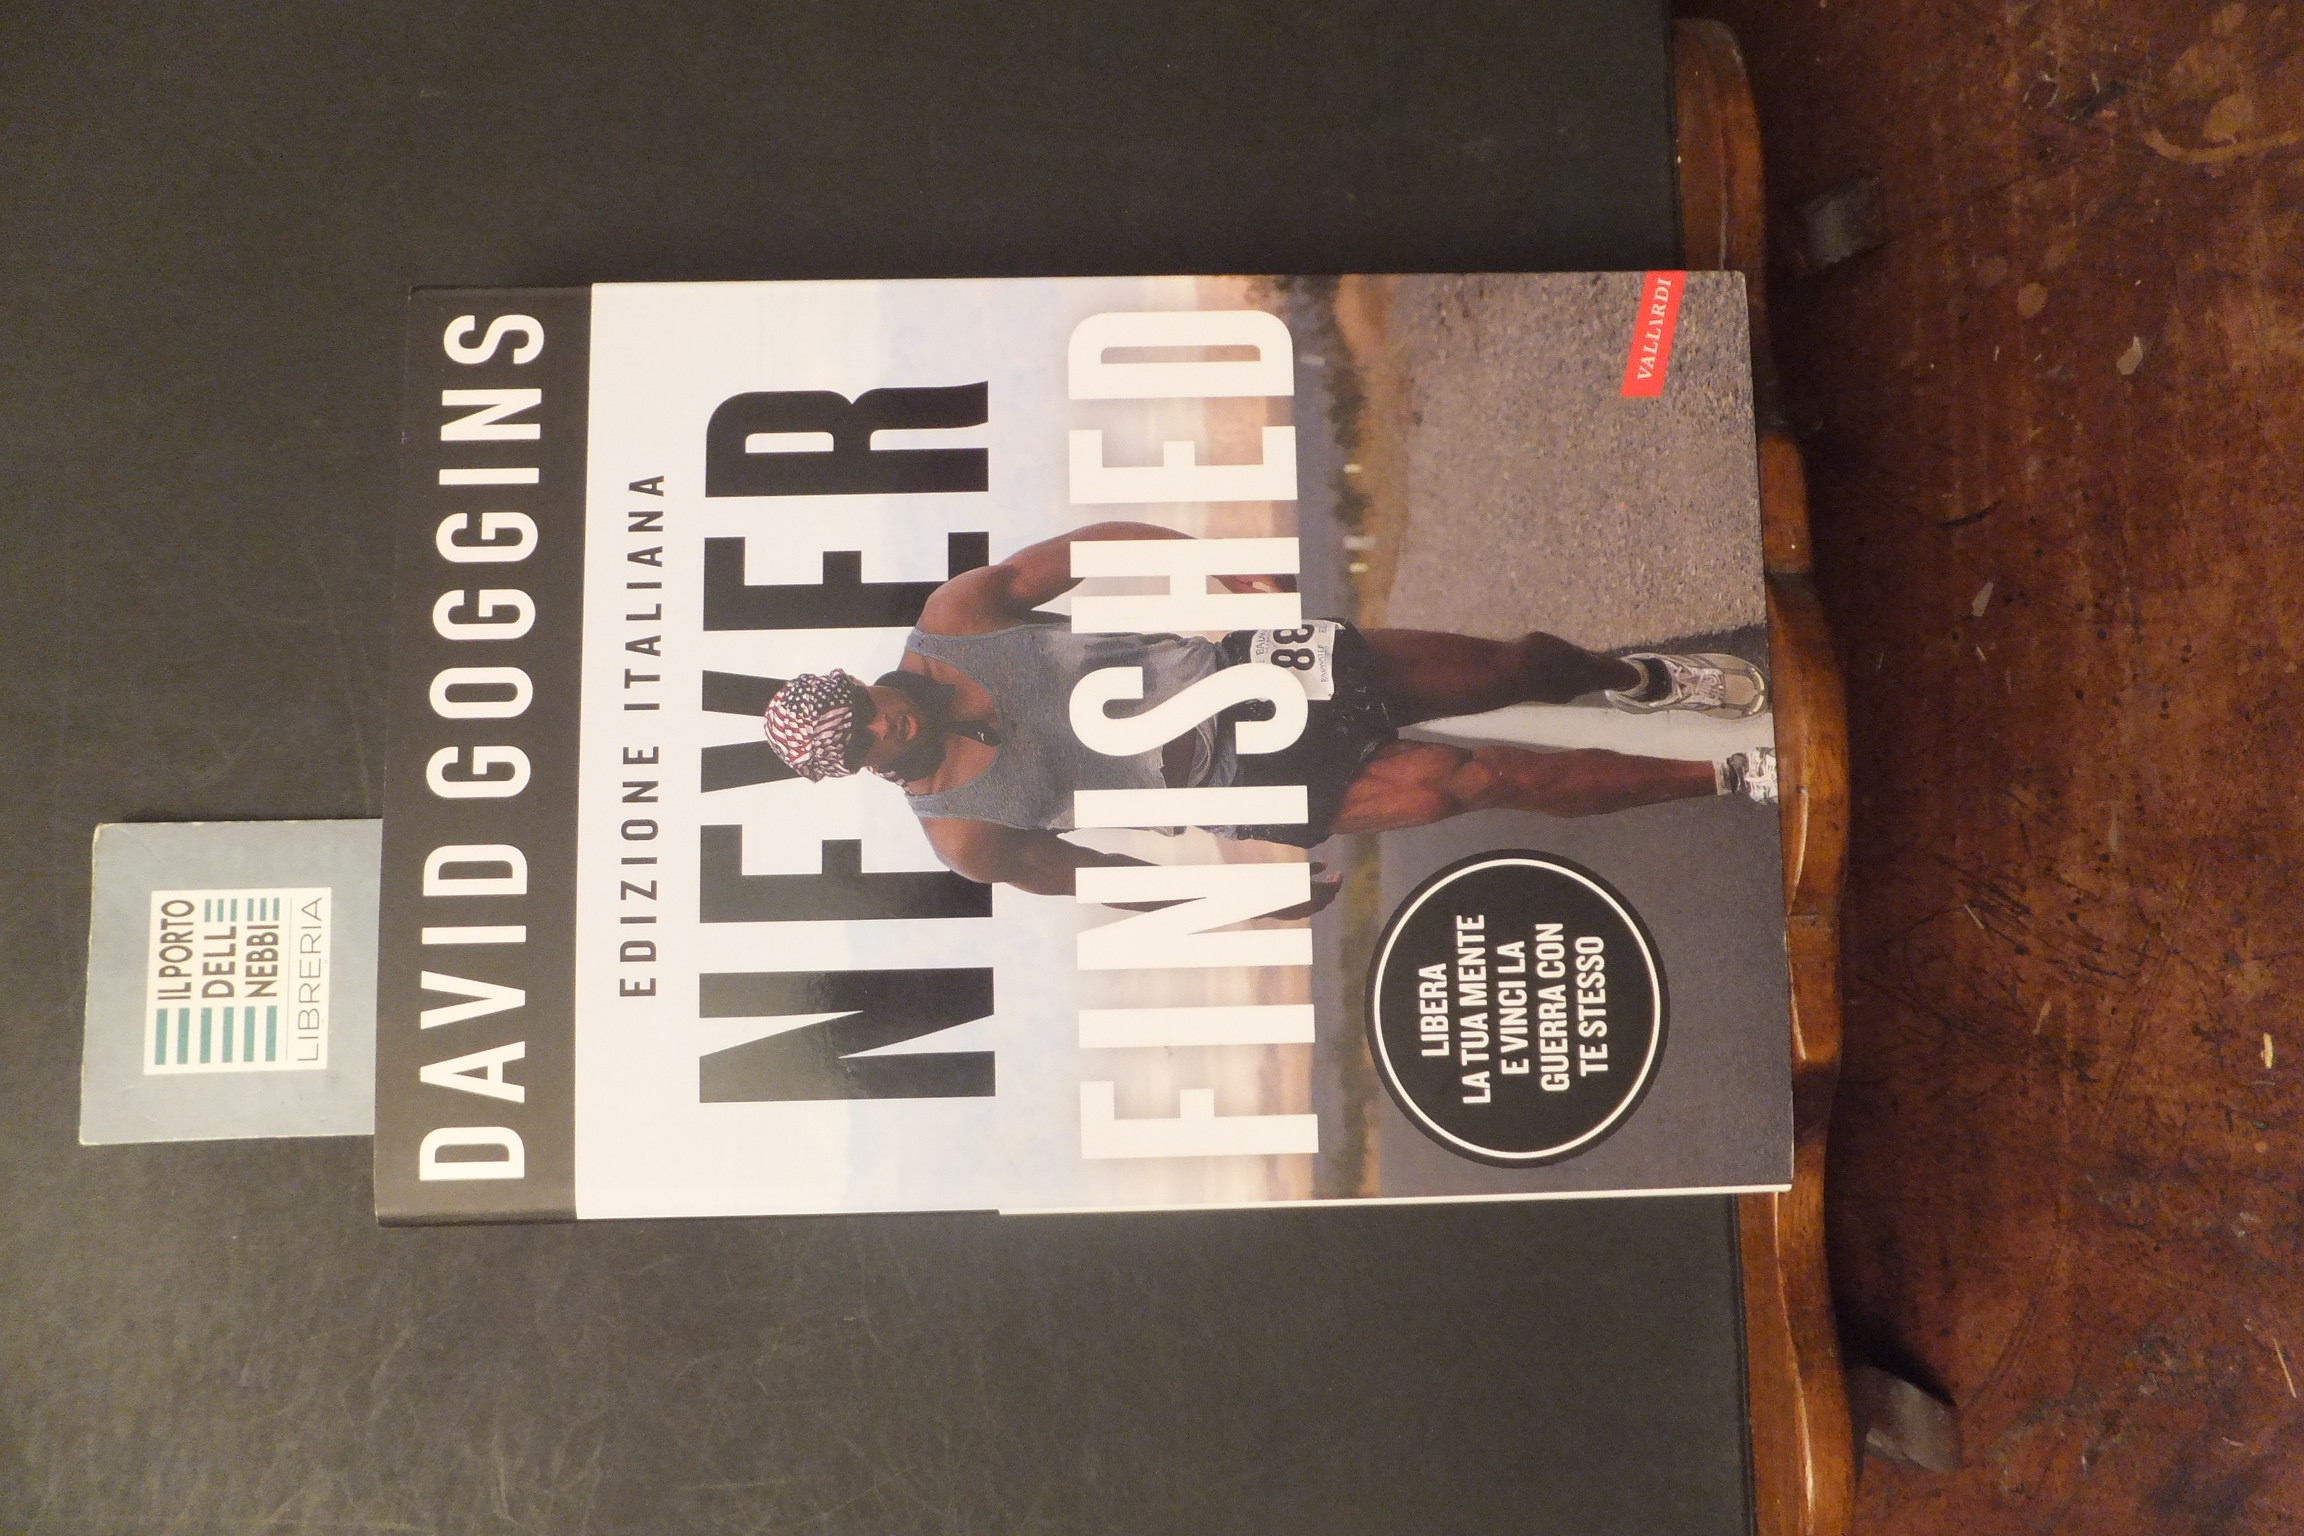 IL PORTO
DELLE
NEBBIE
LIBRERIA
DAVID GOGGINS
EDIZIONE ITALIANA
NEVER
FINISHED
88
LIBERA
LA TUA MENTE
E VINCI LA
GUERRA CON
TE STESSO
VALLARDI